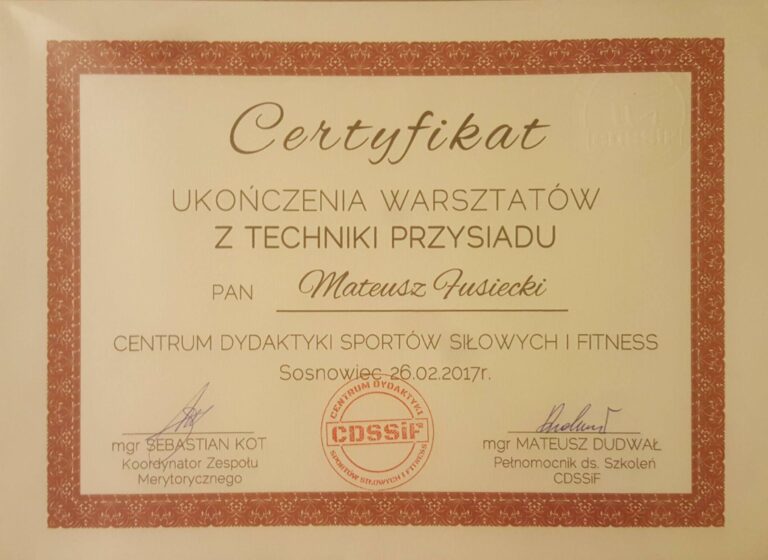 Certyfikat
UKOŃCZENIA WARSZTATÓW
Z TECHNIKI PRZYSIADU
PAN Mateusz Fusiecki
CENTRUM DYDAKTYKI SPORTÓW SIŁOWYCH I FITNESS
Sosnowiec 26.02.2017r.
CENTRUM DYDAKTYKI
CDSSiF
SPORTÓW SIŁOWYCH I FITNESS
mgr SEBASTIAN KOT
Koordynator Zespołu
Merytorycznego
mgr MATEUSZ DUDWAŁ
Pełnomocnik ds. Szkoleń
CDSSiF